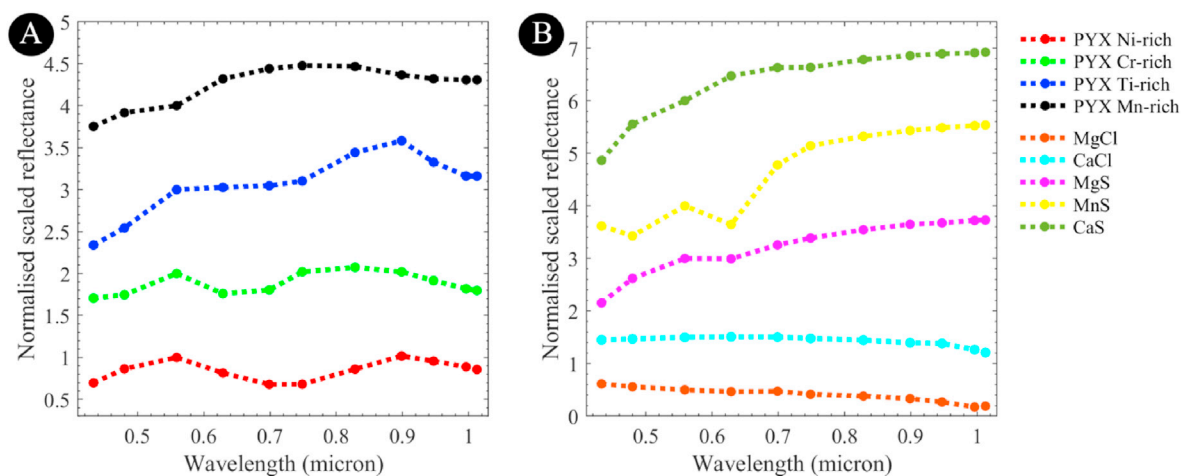 A
Normalised scaled reflectance
5
4.5
4
3.5
3
2.5
2
1.5
1
0.5
0.5 0.6 0.7 0.8 0.9 1
Wavelength (micron)
B
Normalised scaled reflectance
7
6
5
4
3
2
1
0
0.5 0.6 0.7 0.8 0.9 1
Wavelength (micron)
PYX Ni-rich
PYX Cr-rich
PYX Ti-rich
PYX Mn-rich
MgCl
CaCl
MgS
MnS
CaS